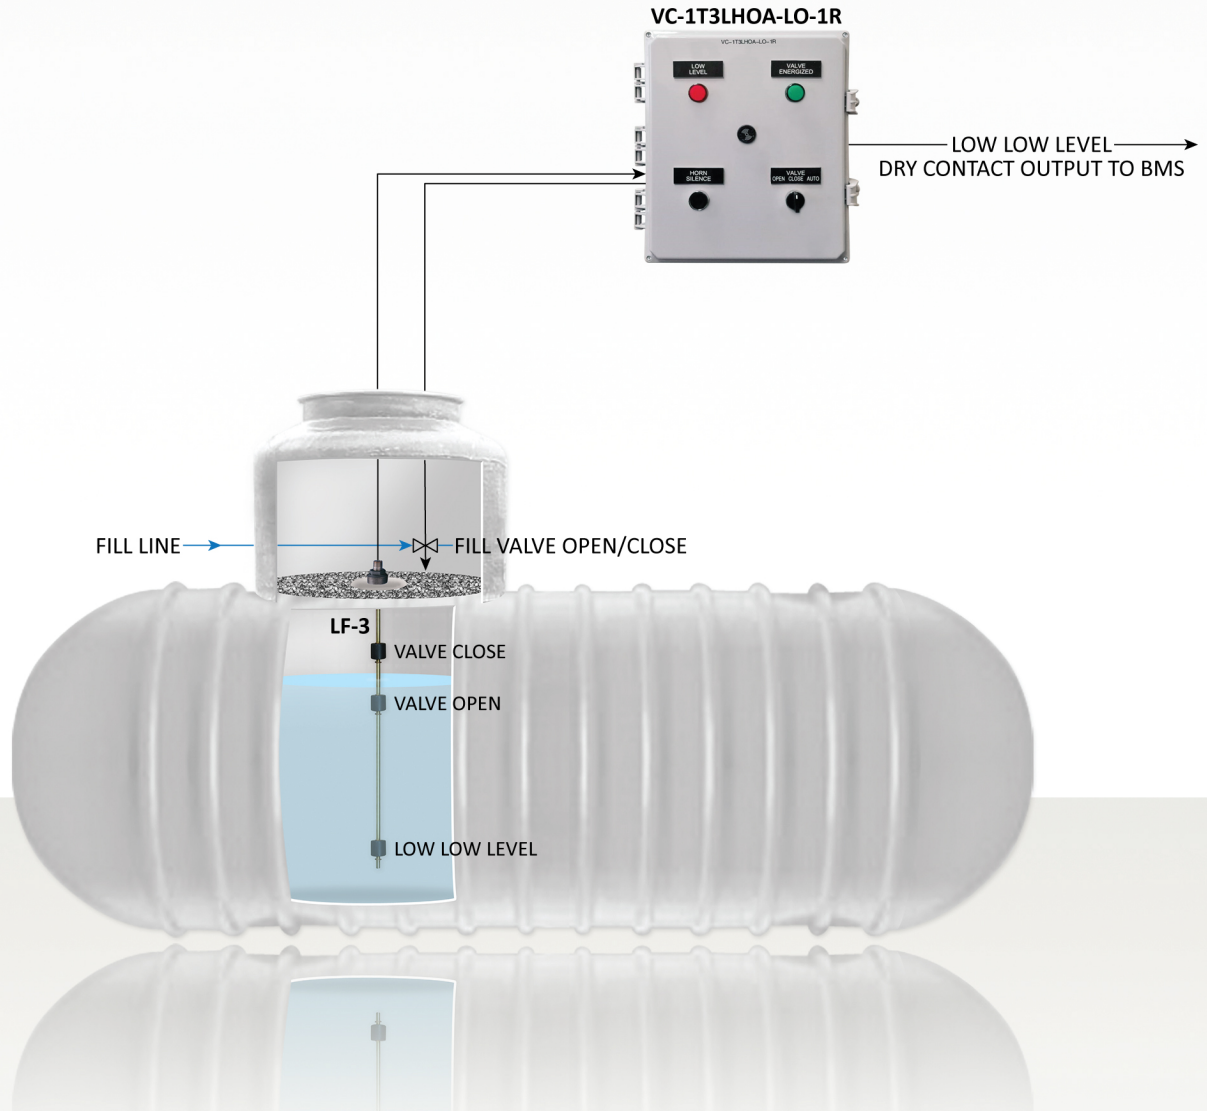 VC-1T3LHOA-LO-1R
VC-1T3LHOA-LO-1R
LOW
LEVEL
VALVE
ENERGIZED
LOW LOW LEVEL
DRY CONTACT OUTPUT TO BMS
HORN
SILENCE
VALVE
OPEN CLOSE AUTO
FILL LINE
FILL VALVE OPEN/CLOSE
LF-3
VALVE CLOSE
VALVE OPEN
LOW LOW LEVEL